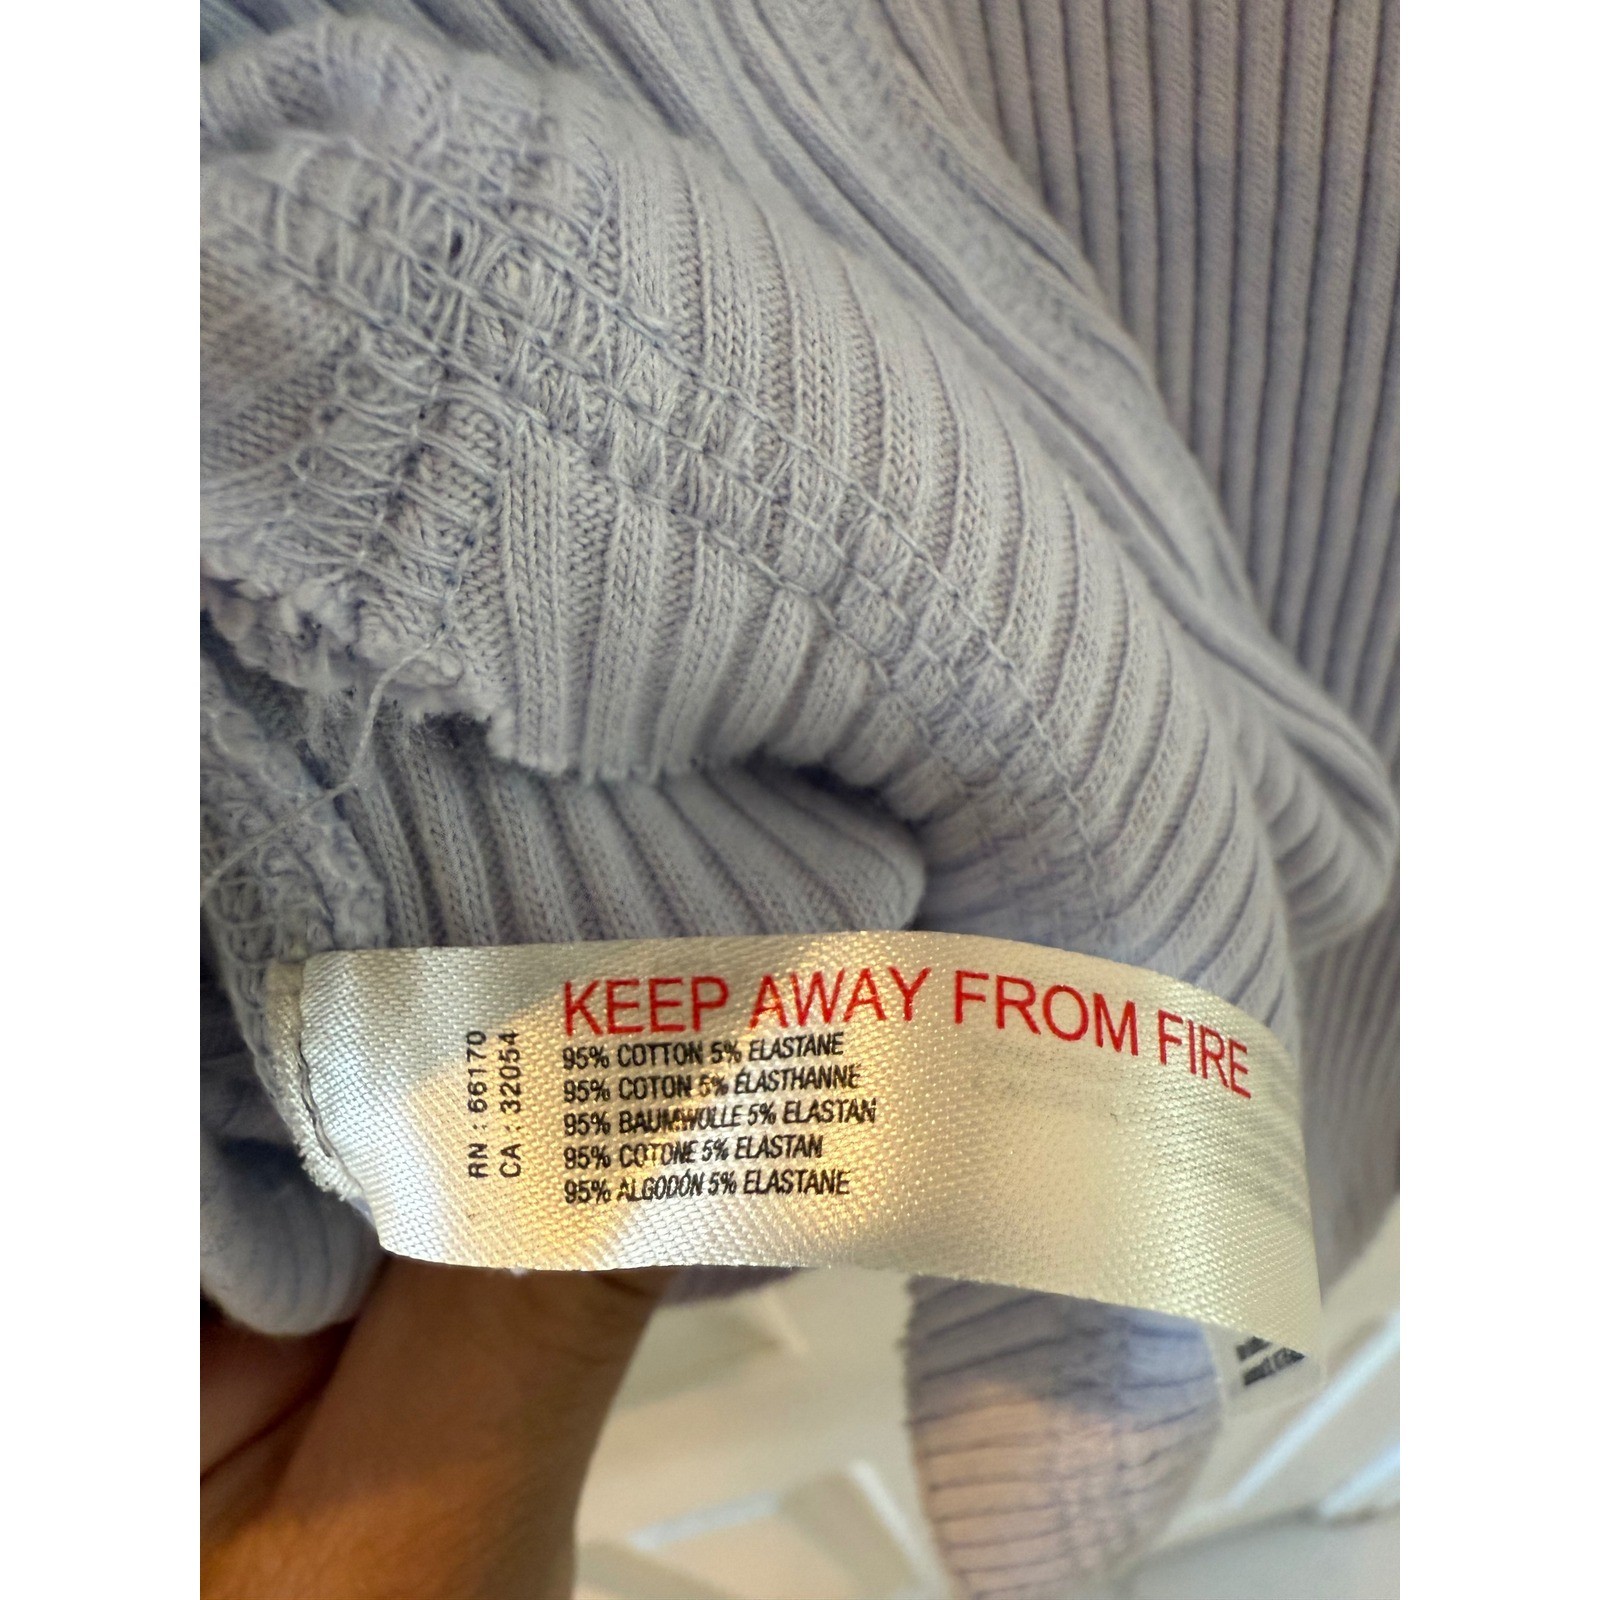 KEEP AWAY FROM FIRE
RN : 66170
CA : 32054
95% COTTON 5% ELASTANE
95% COTON 5% ÉLASTHANNE
95% BAUMWOLLE 5% ELASTAN
95% COTONE 5% ELASTAN
95% ALGODÓN 5% ELASTANE